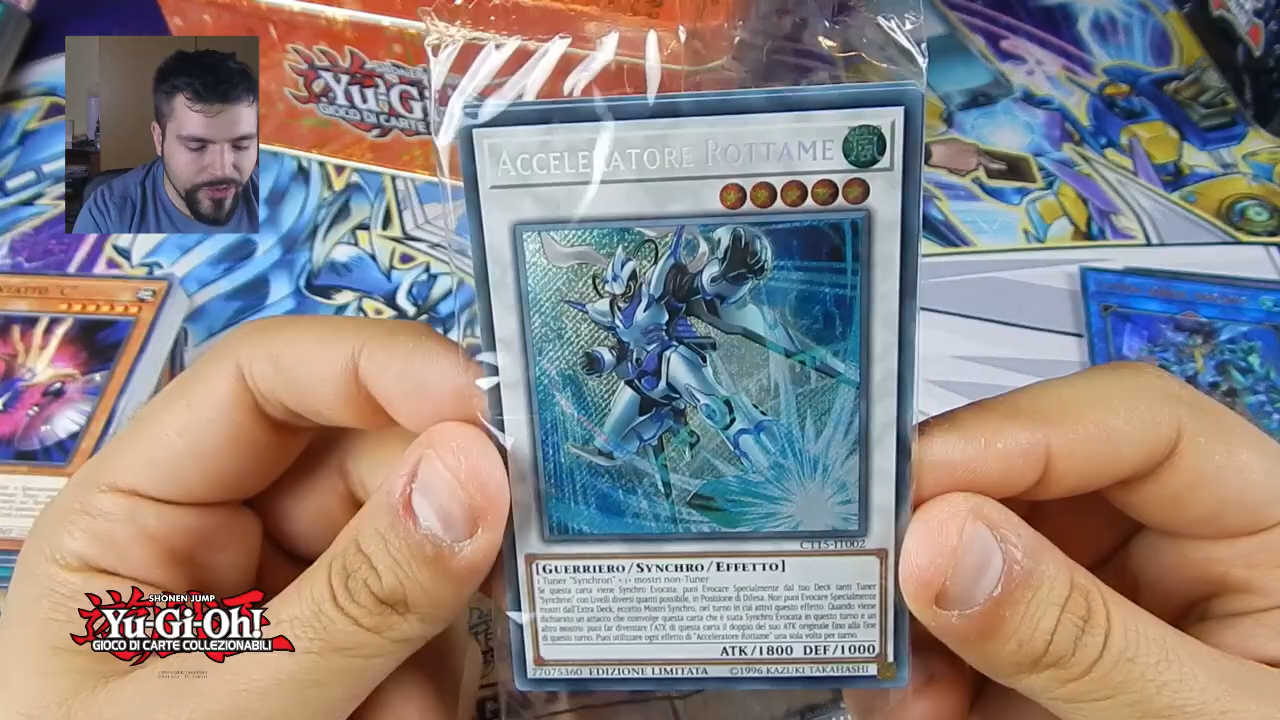 SHONEN JUMP
Yu-G
GIOCO DI CARTE
ACCELERATORE ROTTAME
"C"
CT15-IT002
[GUERRIERO/SYNCHRO/EFFETTO]
1 Tuner "Synchron" + 1+ mostri non-Tuner
Se questa carta viene Synchro Evocata, puoi Evocare Specialmente dal tuo Deck tanti Tuner
"Synchron" con Livelli diversi quanti possibile, in Posizione di Difesa. Non puoi Evocare Specialmente
mostri dall'Extra Deck, eccetto Mostri Synchro, nel turno in cui attivi questo effetto. Quando viene
dichiarato un attacco che coinvolge questa carta che è stata Synchro Evocata in questo turno e un
altro mostro: puoi far diventare l'ATK di questa carta il doppio del suo ATK originale fino alla fine
di questo turno. Puoi utilizzare ogni effetto di "Acceleratore Rottame" una sola volta per turno.
ATK/1800 DEF/1000
77075360 EDIZIONE LIMITATA ©1996 KAZUKI TAKAHASHI
SHONEN JUMP
Yu-Gi-Oh!
GIOCO DI CARTE COLLEZIONABILI